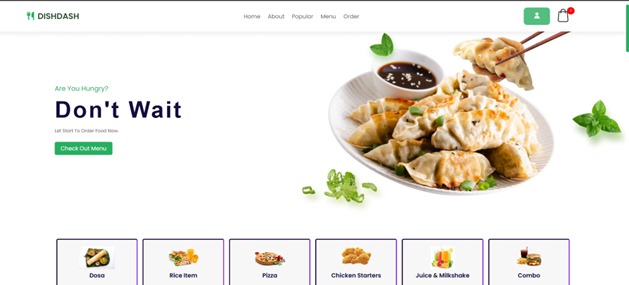 DISHDASH
Home About Popular Menu Order
Are You Hungry?
Don't Wait
Let Start To Order Food Now.
Check Out Menu
Dosa
Rice Item
Pizza
Chicken Starters
Juice & Milkshake
Combo